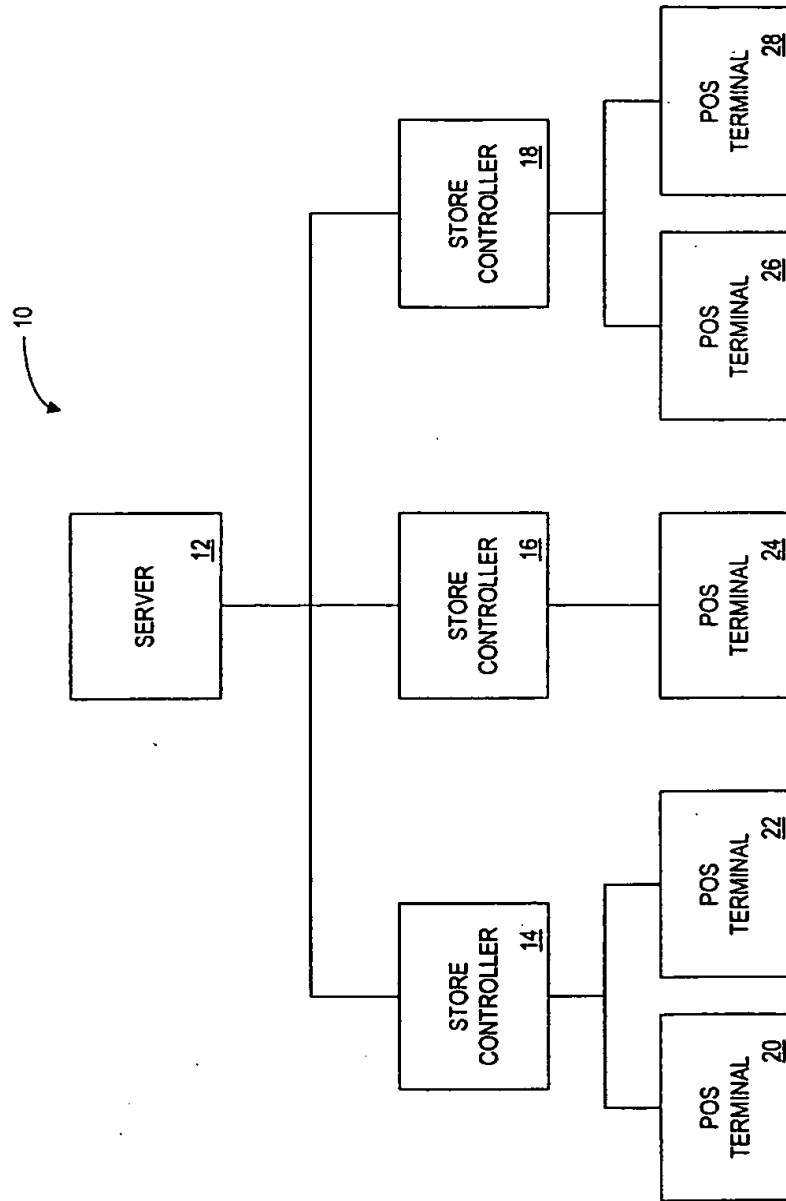 10
SERVER
12
STORE
CONTROLLER
14
STORE
CONTROLLER
16
STORE
CONTROLLER
18
POS
TERMINAL
20
POS
TERMINAL
22
POS
TERMINAL
24
POS
TERMINAL
26
POS
TERMINAL
28